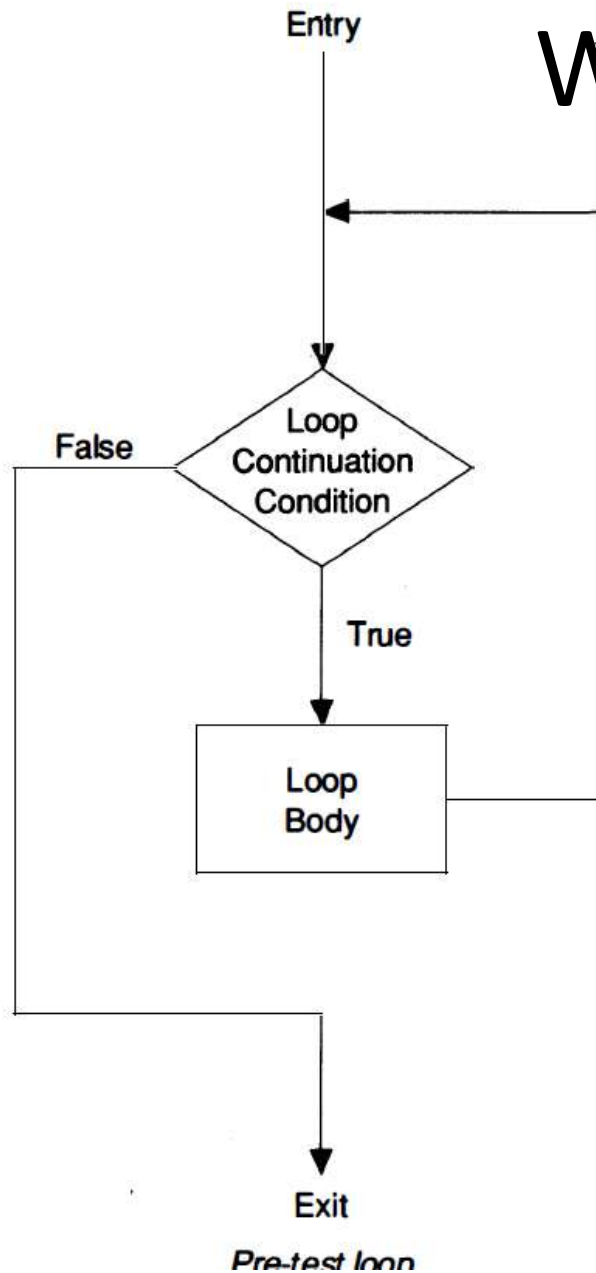 Entry
W
Loop
Continuation
Condition
False
True
Loop
Body
Exit
Pre-test loop